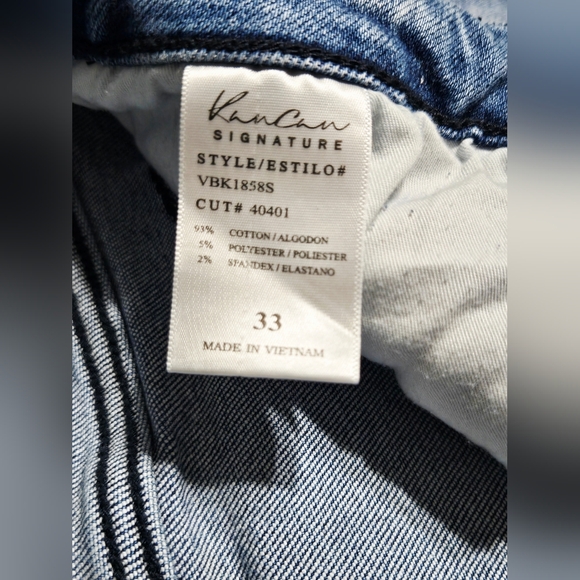 KanCan
SIGNATURE
STYLE/ESTILO#
VBK1858S
CUT# 40401
93% COTTON/ALGODON
5% POLYESTER/POLIESTER
2% SPANDEX/ELASTANO
33
MADE IN VIETNAM